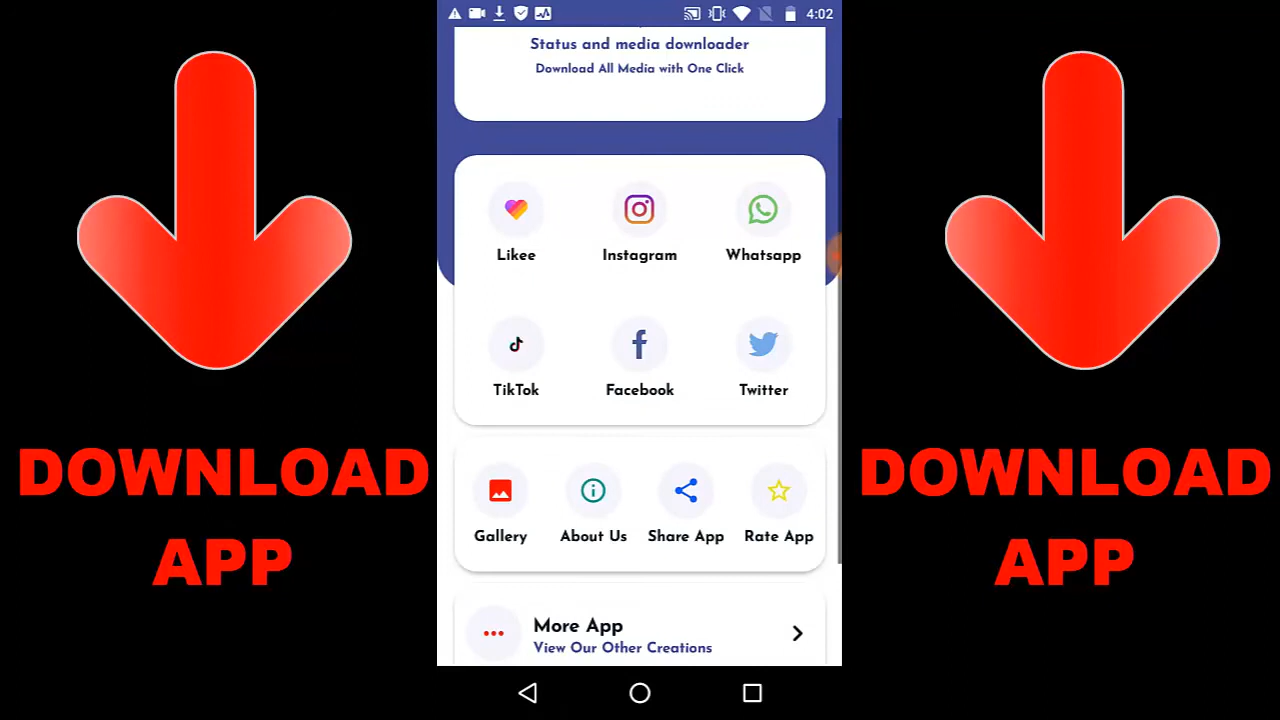 4:02
Status and media downloader
Download All Media with One Click
Likee
Instagram
Whatsapp
TikTok
Facebook
Twitter
Gallery
About Us
Share App
Rate App
More App
View Our Other Creations
DOWNLOAD
APP
DOWNLOAD
APP